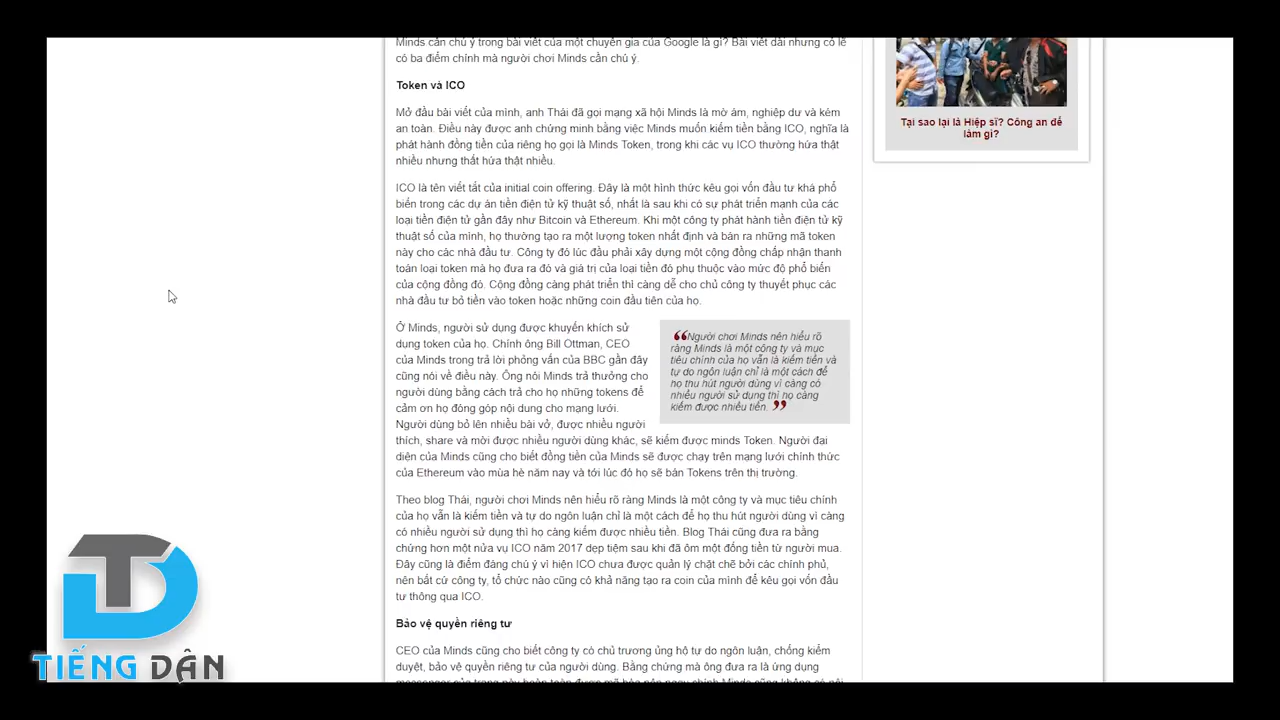 Minds cần chú ý trong bài viết của một chuyên gia của Google là gì? Bài viết dài nhưng có lẽ
có ba điểm chính mà người chơi Minds cần chú ý.
Token và ICO
Mở đầu bài viết của mình, anh Thái đã gọi mạng xã hội Minds là mờ ám, nghiệp dư và kém
an toàn. Điều này được anh chứng minh bằng việc Minds muốn kiếm tiền bằng ICO, nghĩa là
phát hành đồng tiền của riêng họ gọi là Minds Token, trong khi các vụ ICO thường hứa thật
nhiều nhưng thất hứa thật nhiều.
ICO là tên viết tắt của initial coin offering. Đây là một hình thức kêu gọi vốn đầu tư khá phổ
biến trong các dự án tiền điện tử kỹ thuật số, nhất là sau khi có sự phát triển mạnh của các
loại tiền điện tử gần đây như Bitcoin và Ethereum. Khi một công ty phát hành tiền điện tử kỹ
thuật số của mình, họ thường tạo ra một lượng token nhất định và bán ra những mã token
này cho các nhà đầu tư. Công ty đó lúc đầu phải xây dựng một cộng đồng chấp nhận thanh
toán loại token mà họ đưa ra đó và giá trị của loại tiền đó phụ thuộc vào mức độ phổ biến
của cộng đồng đó. Cộng đồng càng phát triển thì càng dễ cho chủ công ty thuyết phục các
nhà đầu tư bỏ tiền vào token hoặc những coin đầu tiên của họ.
Ở Minds, người sử dụng được khuyến khích sử
dụng token của họ. Chính ông Bill Ottman, CEO
của Minds trong trả lời phỏng vấn của BBC gần đây
cũng nói về điều này. Ông nói Minds trả thưởng cho
người dùng bằng cách trả cho họ những tokens để
cảm ơn họ đóng góp nội dung cho mạng lưới.
Người dùng bỏ lên nhiều bài vở, được nhiều người
thích, share và mời được nhiều người dùng khác, sẽ kiếm được minds Token. Người đại
diện của Minds cũng cho biết đồng tiền của Minds sẽ được chạy trên mạng lưới chính thức
của Ethereum vào mùa hè năm nay và tới lúc đó họ sẽ bán Tokens trên thị trường.
❝Người chơi Minds nên hiểu rõ
ràng Minds là một công ty và mục
tiêu chính của họ vẫn là kiếm tiền và
tự do ngôn luận chỉ là một cách để
họ thu hút người dùng vì càng có
nhiều người sử dụng thì họ càng
kiếm được nhiều tiền. ❞
Theo blog Thái, người chơi Minds nên hiểu rõ ràng Minds là một công ty và mục tiêu chính
của họ vẫn là kiếm tiền và tự do ngôn luận chỉ là một cách để họ thu hút người dùng vì càng
có nhiều người sử dụng thì họ càng kiếm được nhiều tiền. Blog Thái cũng đưa ra bằng
chứng hơn một nửa vụ ICO năm 2017 dẹp tiệm sau khi đã ôm một đống tiền từ người mua.
Đây cũng là điểm đáng chú ý vì hiện ICO chưa được quản lý chặt chẽ bởi các chính phủ,
nên bất cứ công ty, tổ chức nào cũng có khả năng tạo ra coin của mình để kêu gọi vốn đầu
tư thông qua ICO.
Bảo vệ quyền riêng tư
CEO của Minds cũng cho biết công ty có chủ trương ủng hộ tự do ngôn luận, chống kiểm
duyệt, bảo vệ quyền riêng tư của người dùng. Bằng chứng mà ông đưa ra là ứng dụng
Tại sao lại là Hiệp sĩ? Công an để
làm gì?
TIẾNG DÂN